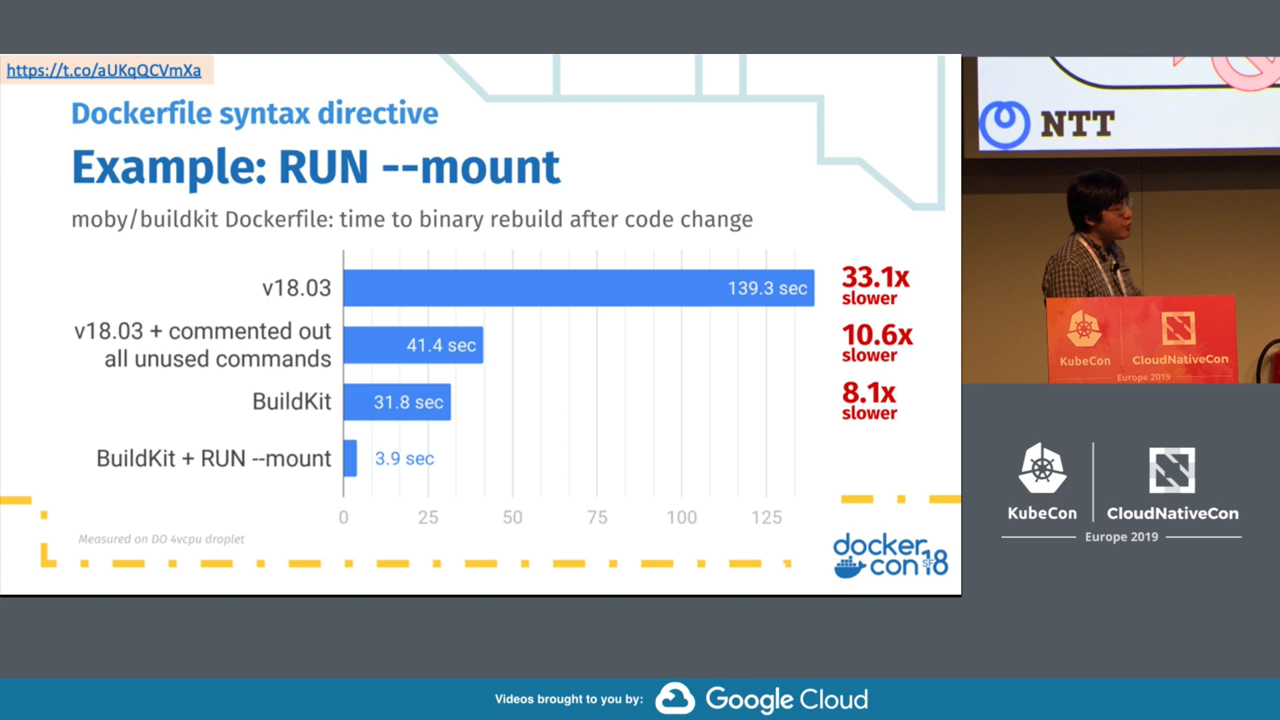 https://t.co/aUKqQCVmXa
Dockerfile syntax directive
Example: RUN --mount
moby/buildkit Dockerfile: time to binary rebuild after code change
v18.03
139.3 sec
33.1x
slower
v18.03 + commented out
all unused commands
41.4 sec
10.6x
slower
BuildKit
31.8 sec
8.1x
slower
BuildKit + RUN --mount
3.9 sec
0
25
50
75
100
125
Measured on DO 4vcpu droplet
docker
con SF 18
NTT
KubeCon
CloudNativeCon
Europe 2019
KubeCon
CloudNativeCon
Europe 2019
Videos brought to you by:
Google Cloud